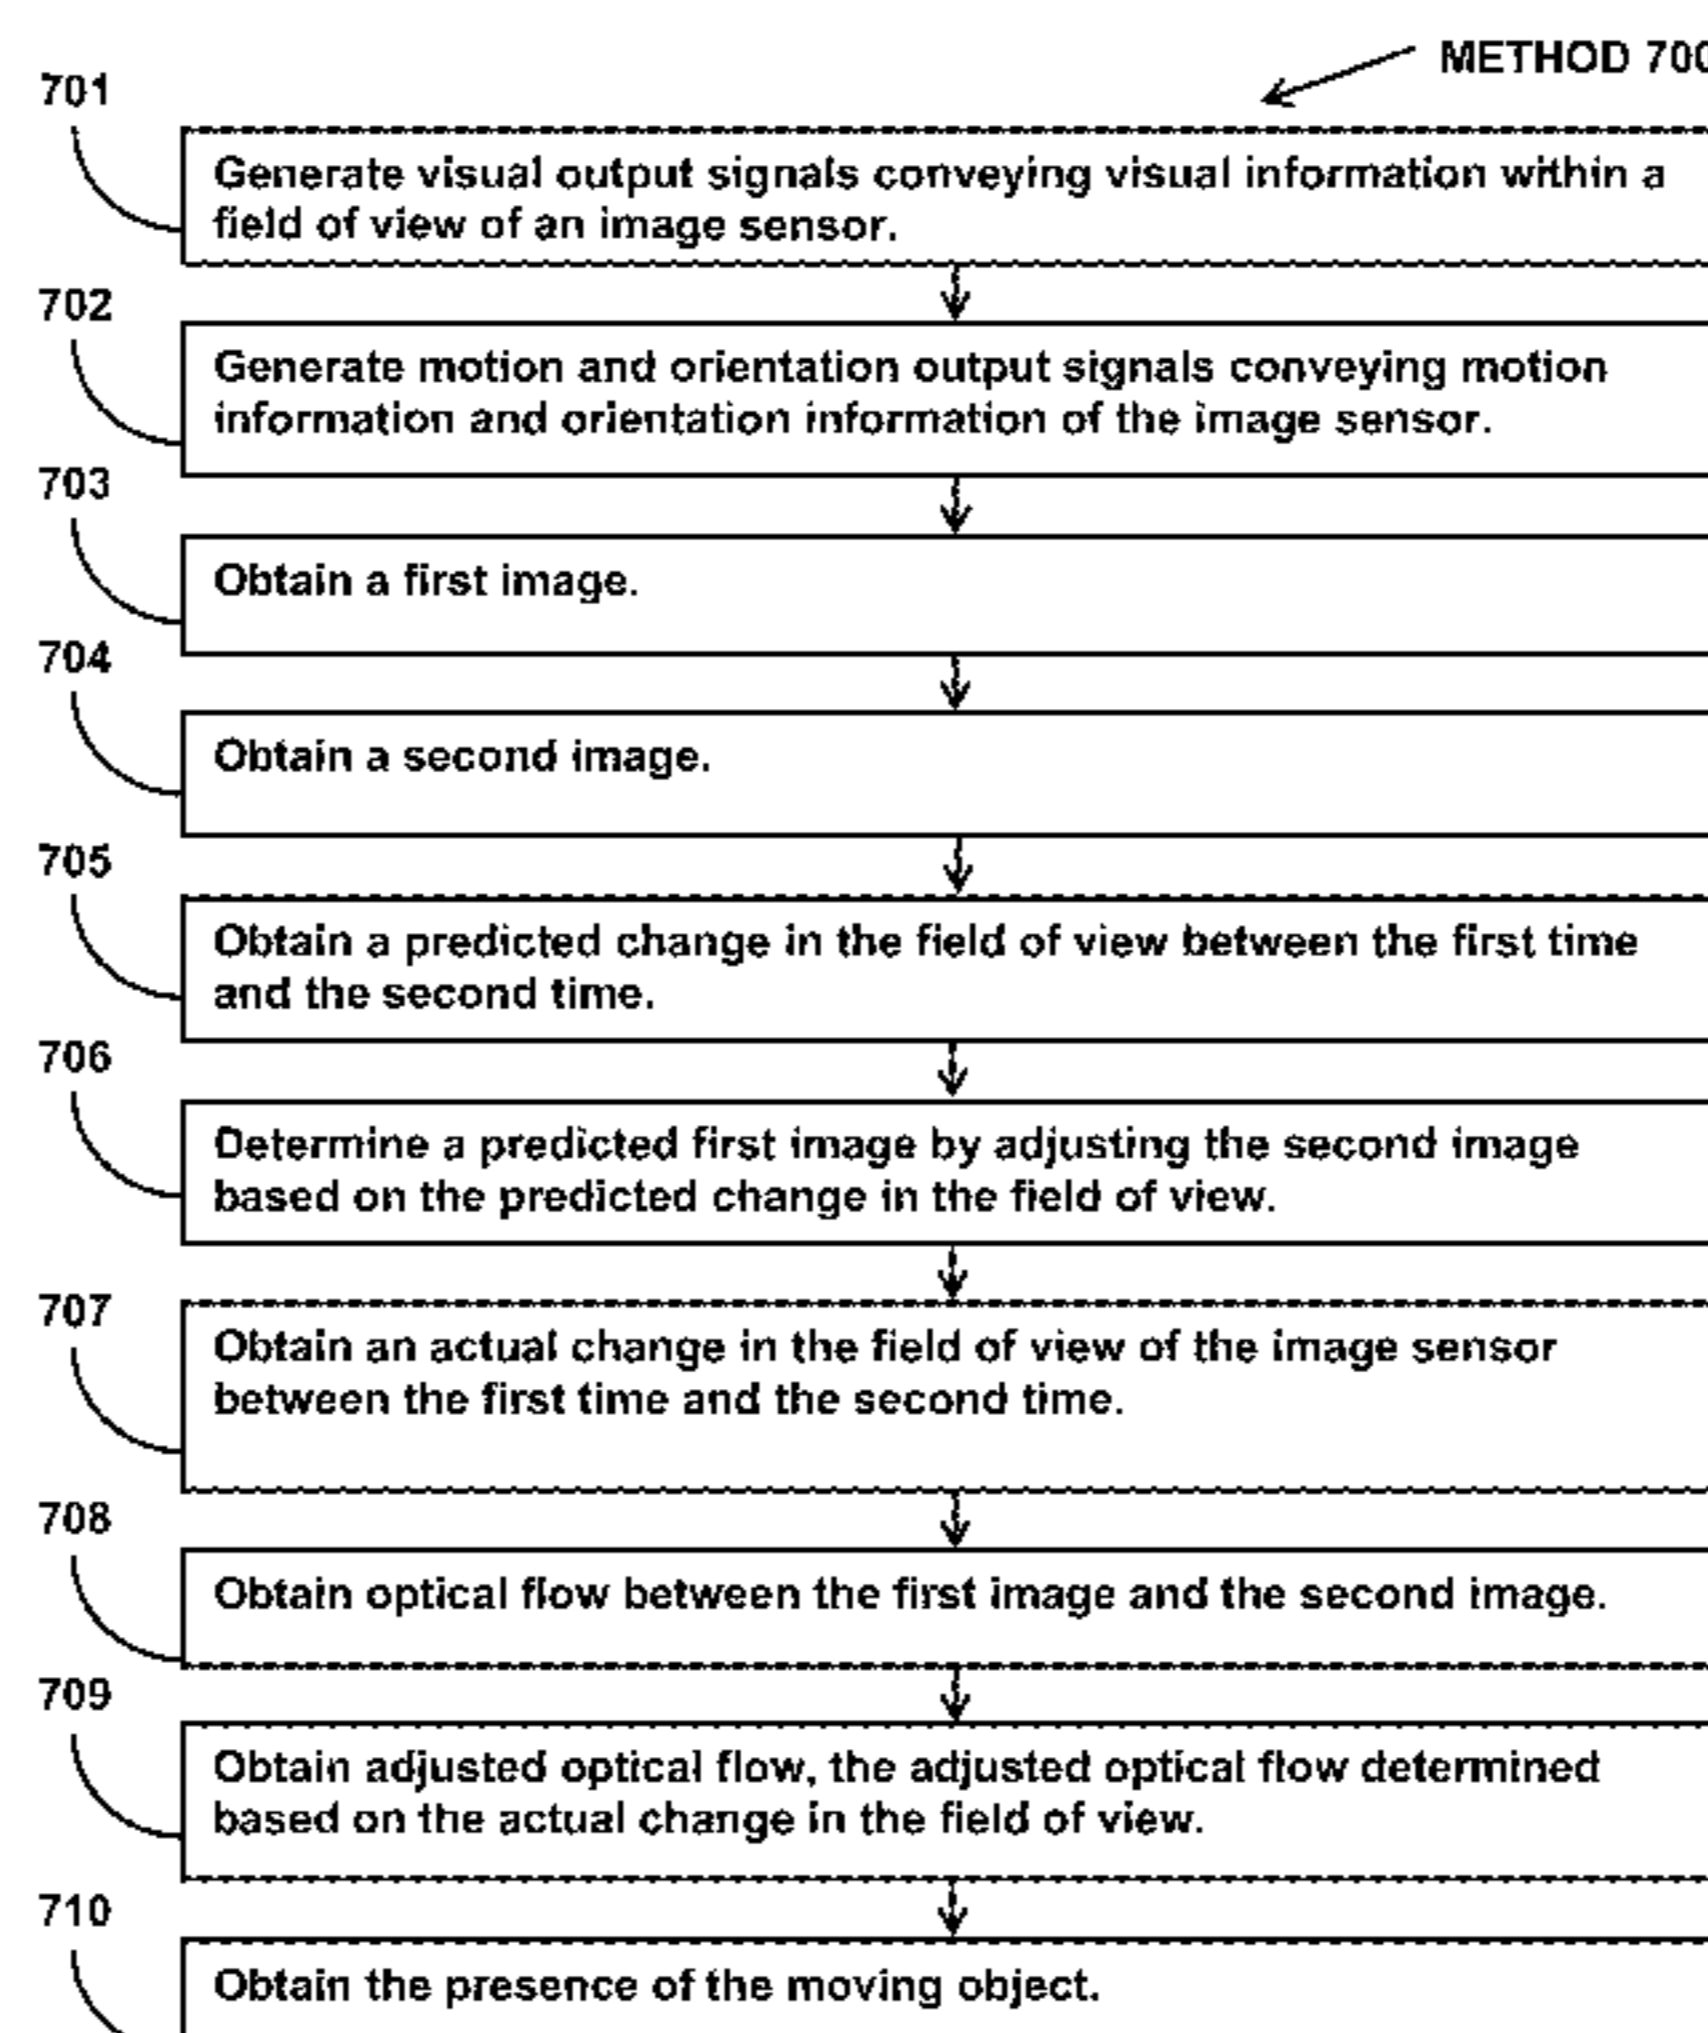 METHOD 700
701
Generate visual output signals conveying visual information within a
field of view of an image sensor.
702
Generate motion and orientation output signals conveying motion
information and orientation information of the image sensor.
703
Obtain a first image.
704
Obtain a second image.
705
Obtain a predicted change in the field of view between the first time
and the second time.
706
Determine a predicted first image by adjusting the second image
based on the predicted change in the field of view.
707
Obtain an actual change in the field of view of the image sensor
between the first time and the second time.
708
Obtain optical flow between the first image and the second image.
709
Obtain adjusted optical flow, the adjusted optical flow determined
based on the actual change in the field of view.
710
Obtain the presence of the moving object.